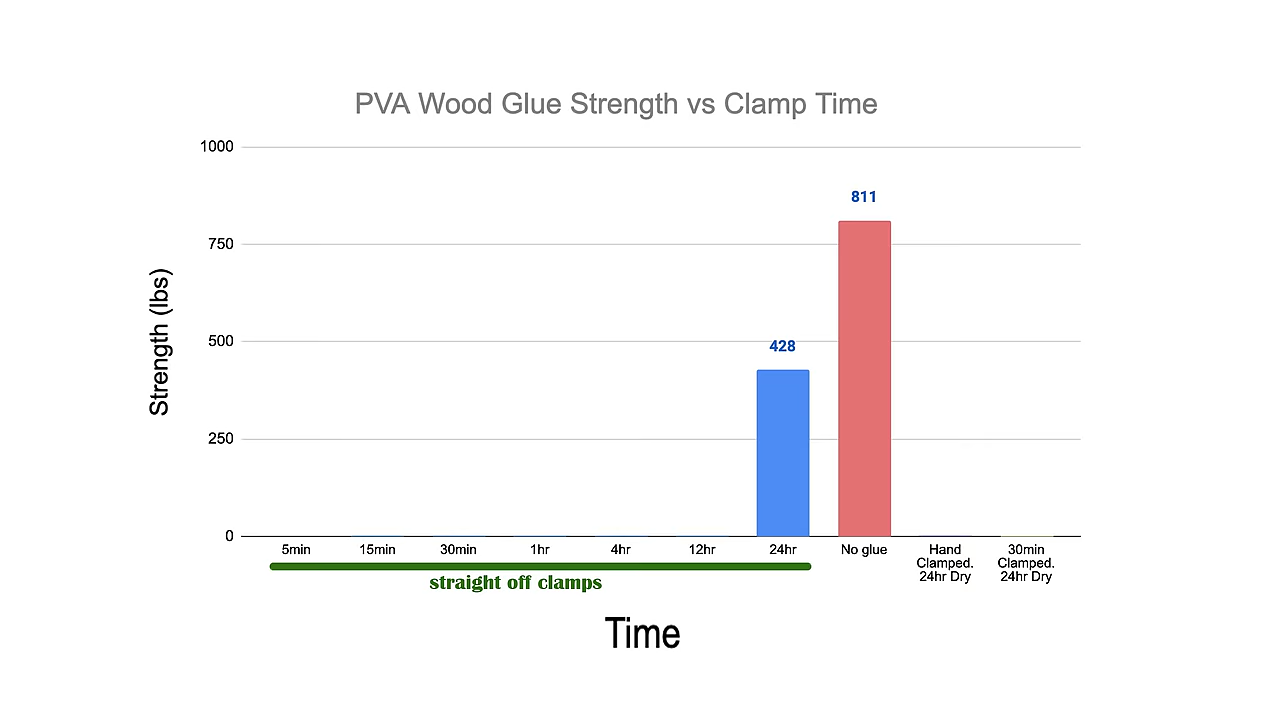 PVA Wood Glue Strength vs Clamp Time
1000
811
750
Strength (lbs)
500
428
250
0
5min
15min
30min
1hr
4hr
12hr
24hr
No glue
Hand
Clamped.
24hr Dry
30min
Clamped.
24hr Dry
straight off clamps
Time